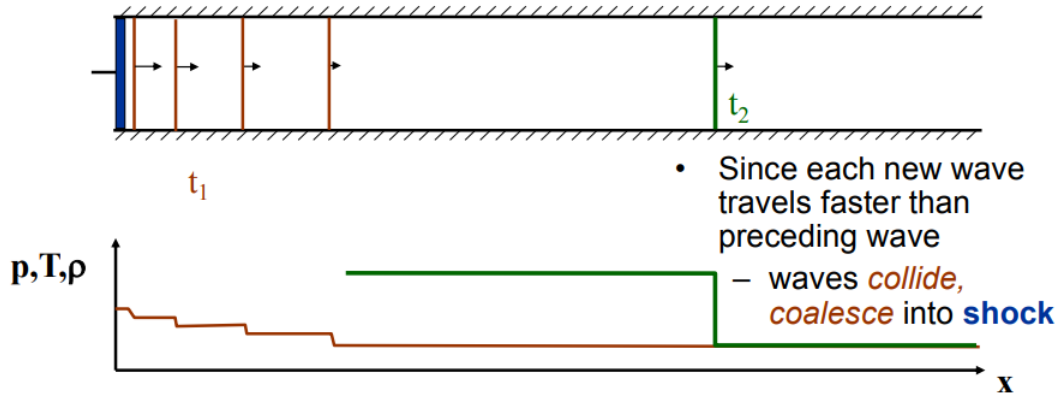 t2
t1
• Since each new wave
travels faster than
preceding wave
– waves collide,
coalesce into shock
p,T,ρ
x